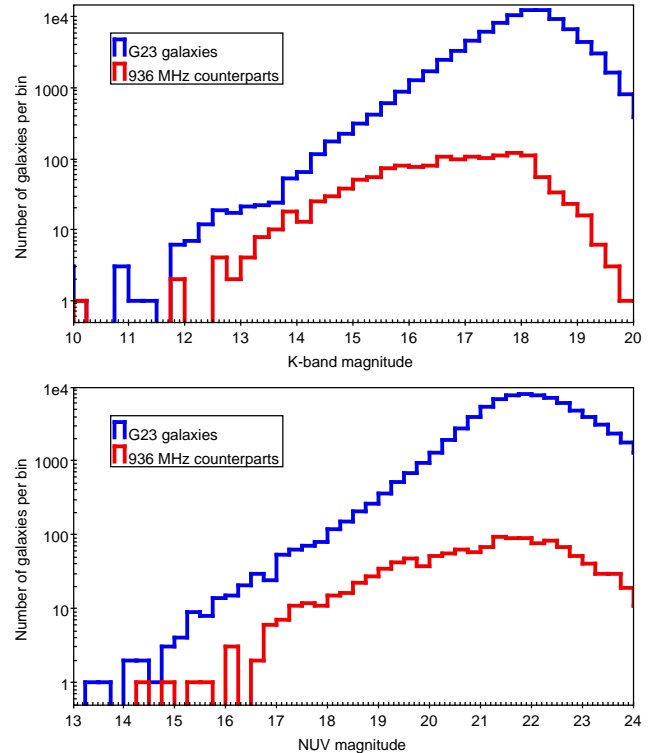 1e4
1000
100
10
1
Number of galaxies per bin
G23 galaxies
936 MHz counterparts
10 11 12 13 14 15 16 17 18 19 20
K-band magnitude
1e4
1000
100
10
1
Number of galaxies per bin
G23 galaxies
936 MHz counterparts
13 14 15 16 17 18 19 20 21 22 23 24
NUV magnitude